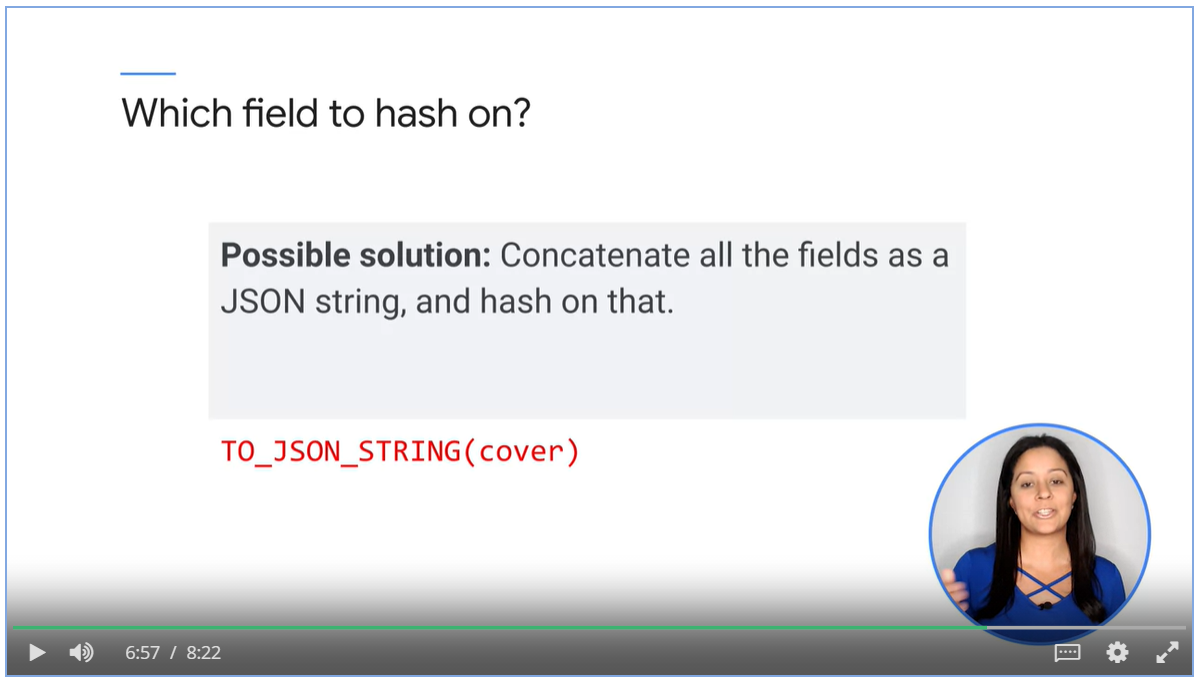 Which field to hash on?
Possible solution: Concatenate all the fields as a
JSON string, and hash on that.
TO_JSON_STRING(cover)
6:57 / 8:22